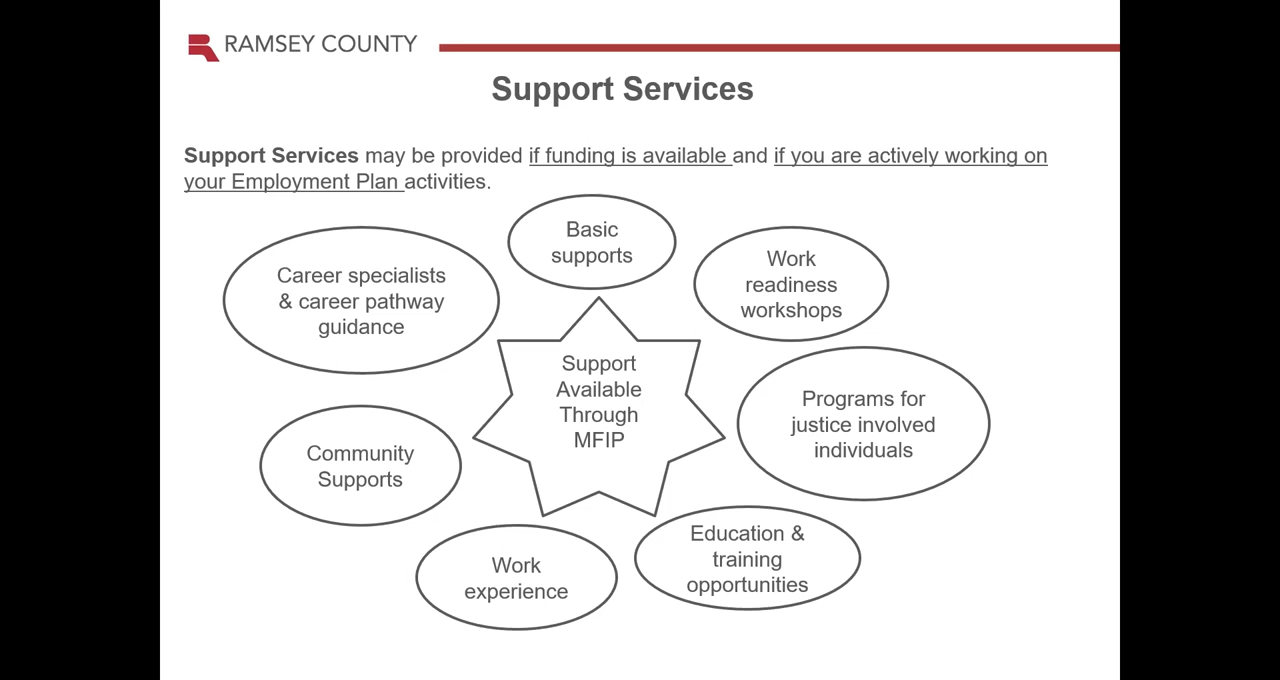 RAMSEY COUNTY
Support Services
Support Services may be provided if funding is available and if you are actively working on
your Employment Plan activities.
Basic
supports
Work
readiness
workshops
Career specialists
& career pathway
guidance
Support
Available
Through
MFIP
Programs for
justice involved
individuals
Community
Supports
Education &
training
opportunities
Work
experience